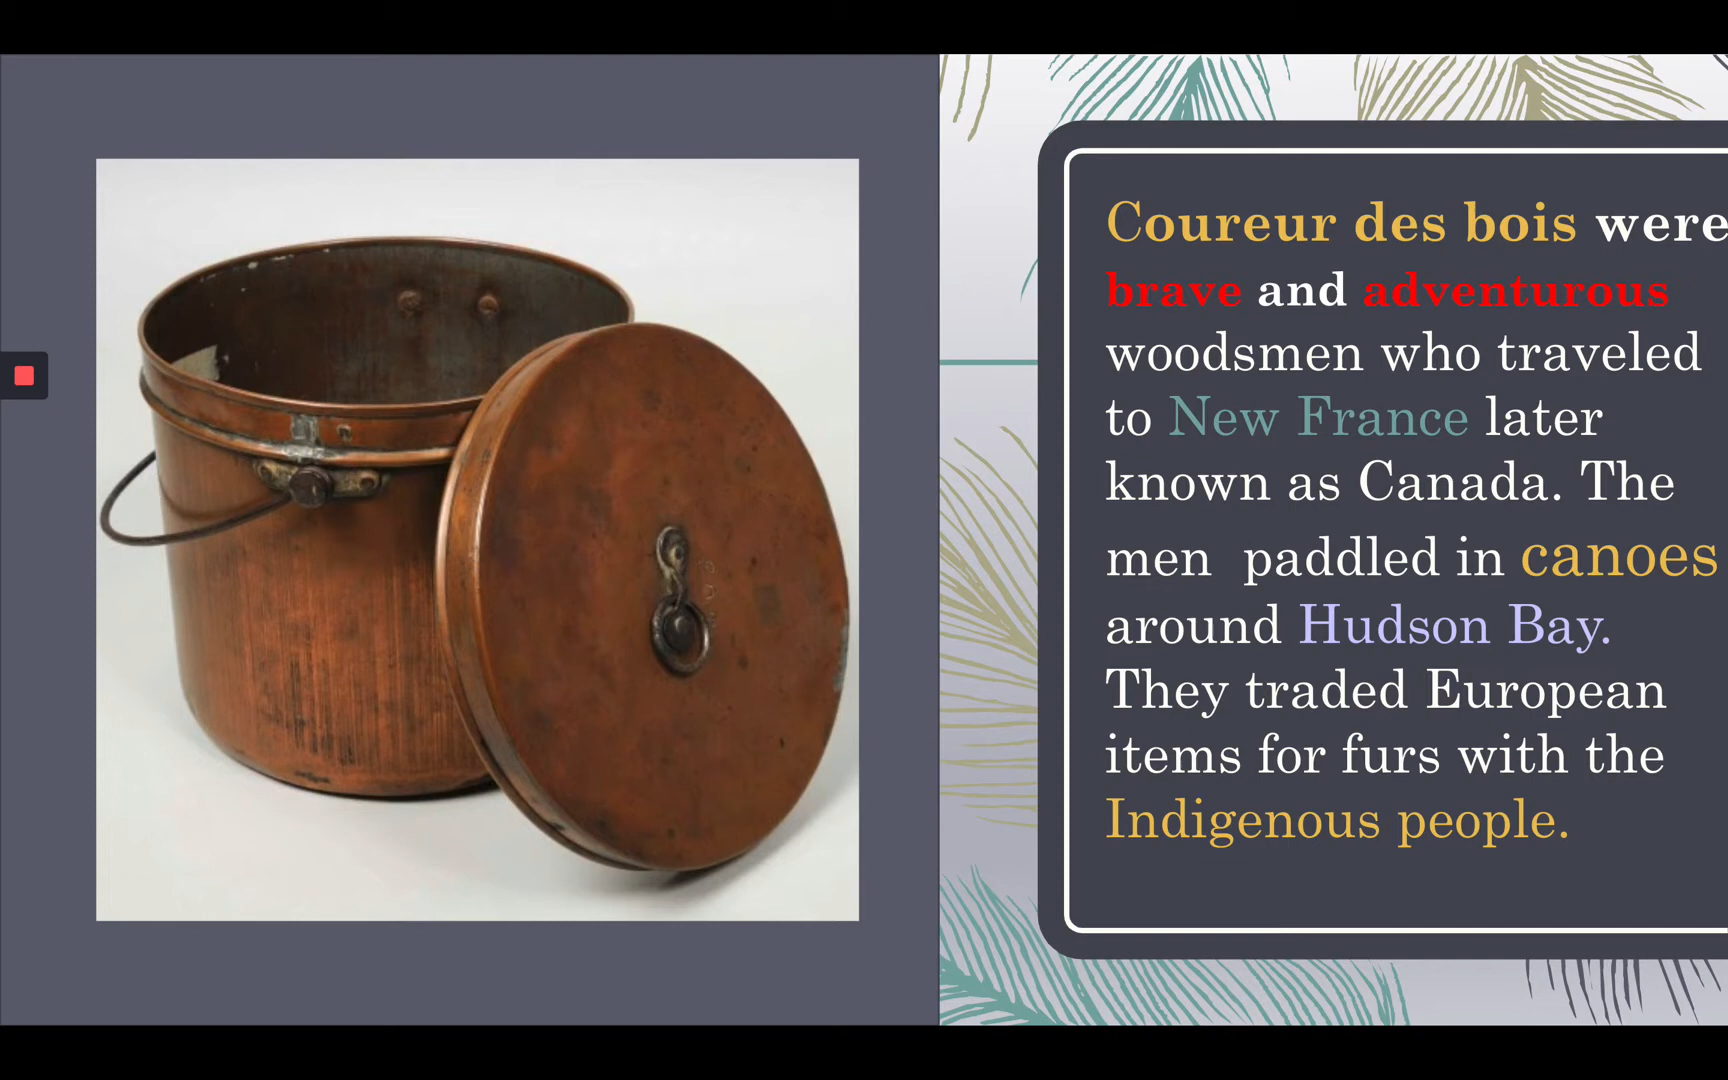 Coureur des bois were
brave and adventurous
woodsmen who traveled
to New France later
known as Canada. The
men paddled in canoes
around Hudson Bay.
They traded European
items for furs with the
Indigenous people.